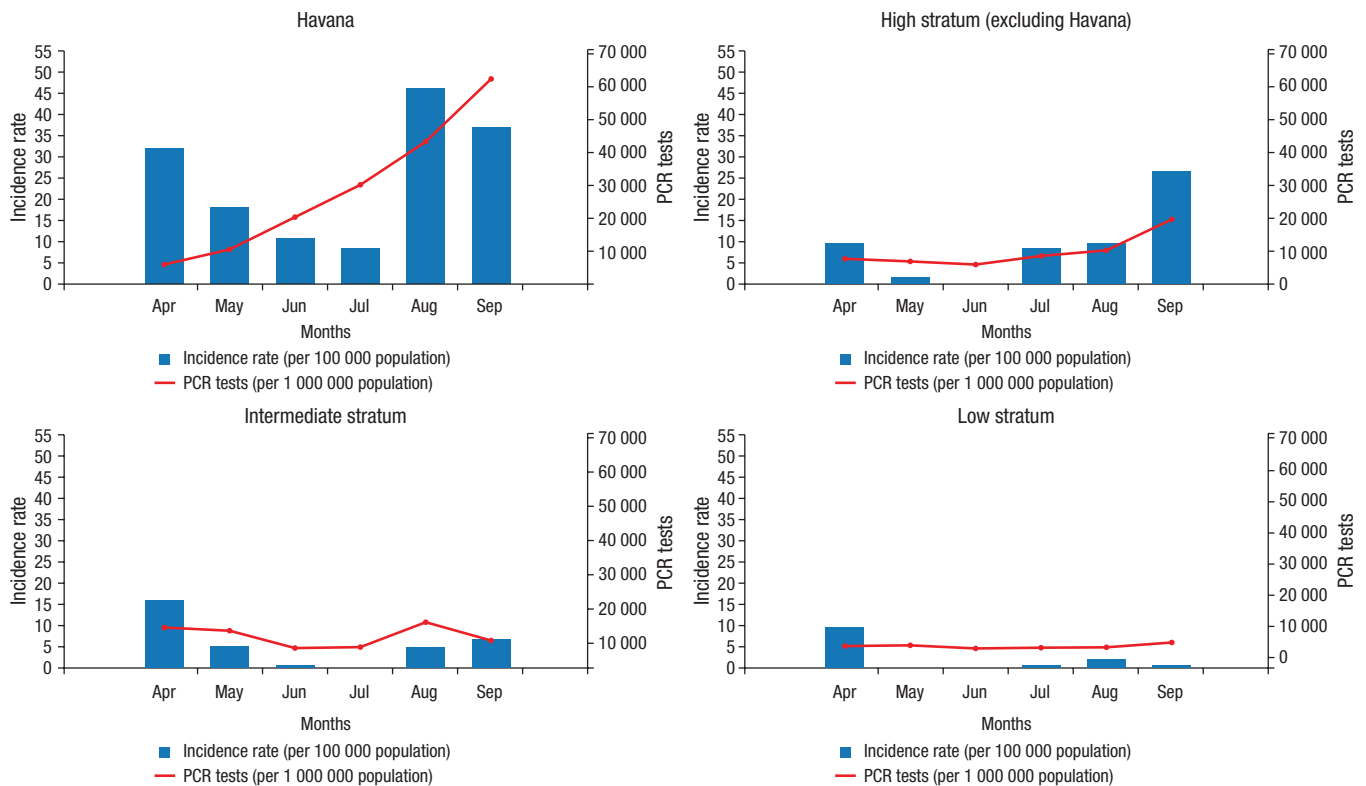 Havana
55
50
45
40
35
30
25
20
15
10
5
0
Incidence rate
70 000
60 000
50 000
40 000
30 000
20 000
10 000
0
PCR tests
Apr May Jun Jul Aug Sep
Months
Incidence rate (per 100 000 population)
PCR tests (per 1 000 000 population)
High stratum (excluding Havana)
55
50
45
40
35
30
25
20
15
10
5
0
Incidence rate
70 000
60 000
50 000
40 000
30 000
20 000
10 000
0
PCR tests
Apr May Jun Jul Aug Sep
Months
Incidence rate (per 100 000 population)
PCR tests (per 1 000 000 population)
Intermediate stratum
55
50
45
40
35
30
25
20
15
10
5
0
Incidence rate
70 000
60 000
50 000
40 000
30 000
20 000
10 000
PCR tests
Apr May Jun Jul Aug Sep
Months
Incidence rate (per 100 000 population)
PCR tests (per 1 000 000 population)
Low stratum
55
50
45
40
35
30
25
20
15
10
5
0
Incidence rate
70 000
60 000
50 000
40 000
30 000
20 000
10 000
0
PCR tests
Apr May Jun Jul Aug Sep
Months
Incidence rate (per 100 000 population)
PCR tests (per 1 000 000 population)